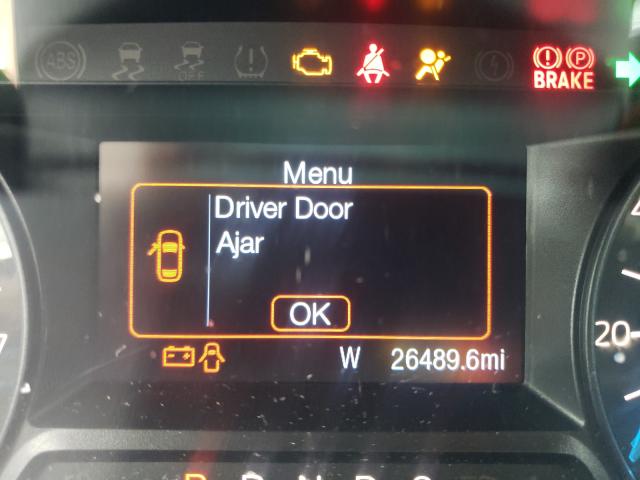 ABS
OFF
BRAKE
Menu
Driver Door
Ajar
OK
W 26489.6mi
20